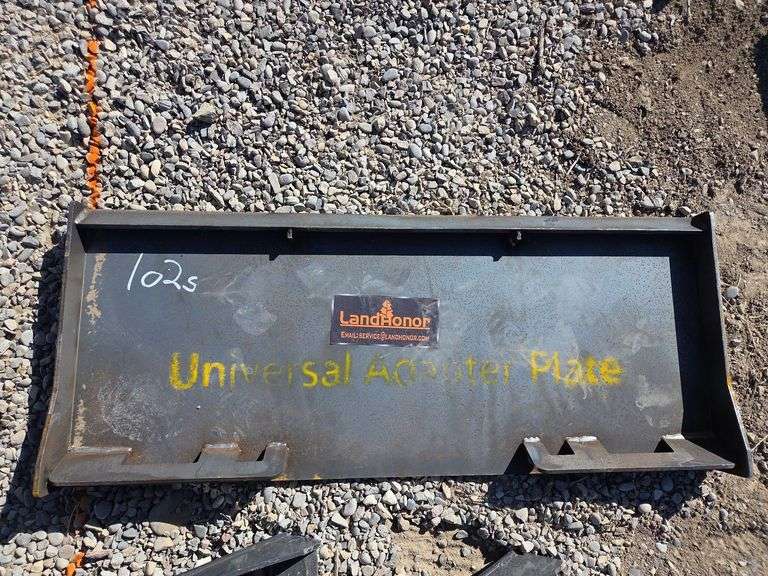 102s
LandHonor
EMAIL:SERVICE@LANDHONOR.COM
Universal Adapter Plate